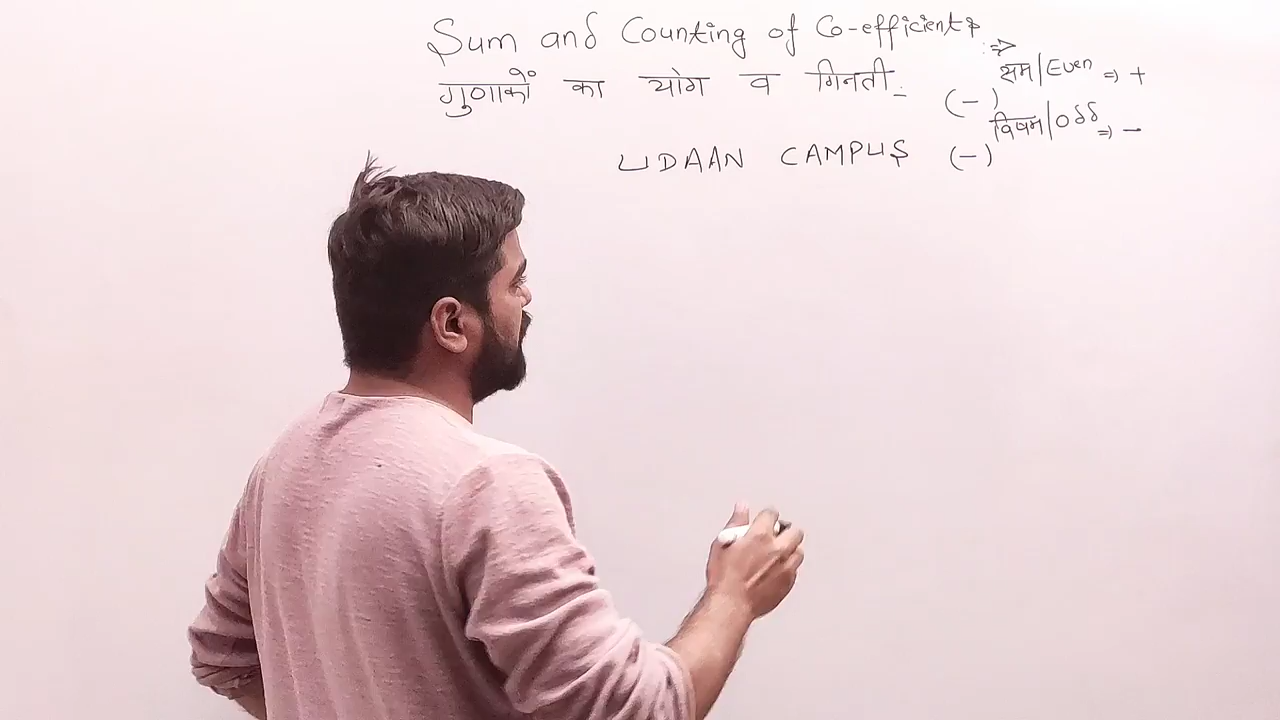 Sum and Counting of Co-efficients :⇒
गुणाकों का योग व गिनती :-
(-) सम/Even ⇒ +
विषम/Odd ⇒ -
UDAAN CAMPUS (-)